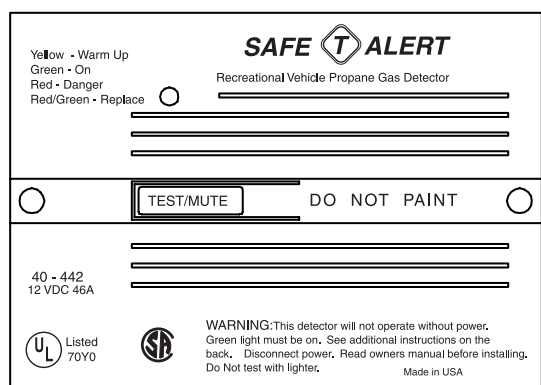 SAFE T ALERT
Recreational Vehicle Propane Gas Detector
Yellow - Warm Up
Green - On
Red - Danger
Red/Green - Replace
TEST/MUTE
DO NOT PAINT
40 - 442
12 VDC 46A
UL Listed
70Y0
SA
WARNING:This detector will not operate without power.
Green light must be on. See additional instructions on the
back. Disconnect power. Read owners manual before installing.
Do Not test with lighter.
Made in USA